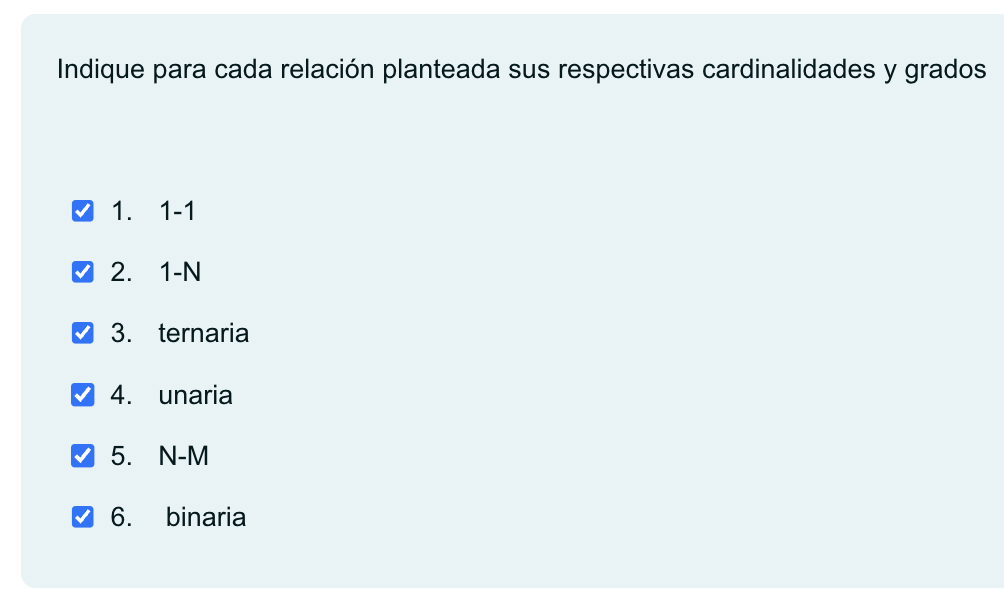 Indique para cada relación planteada sus respectivas cardinalidades y grados
1. 1-1
2. 1-N
3. ternaria
4. unaria
5. N-M
6. binaria